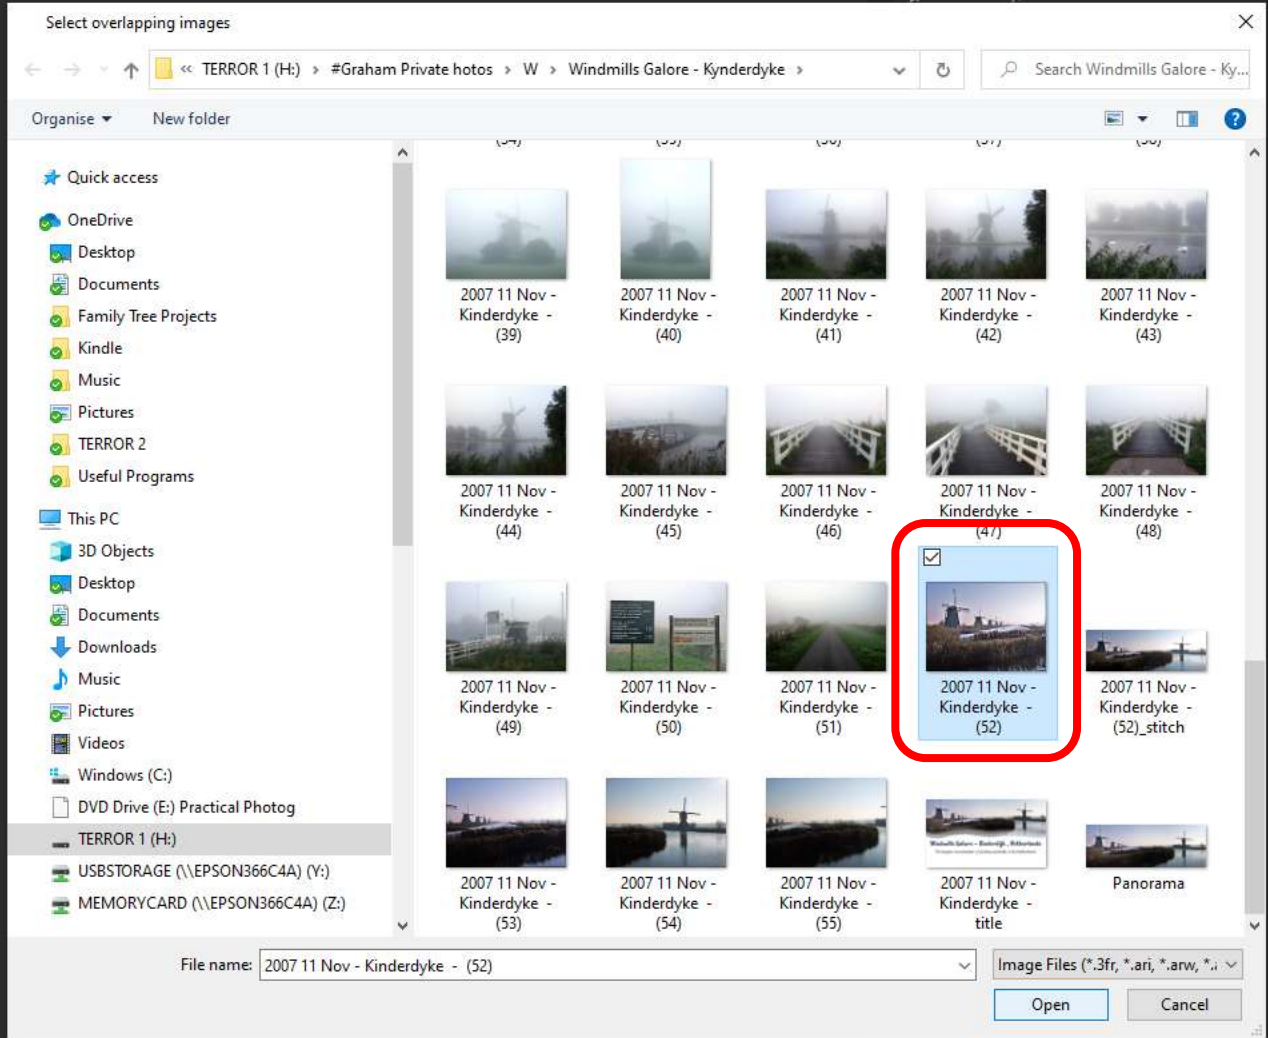 Select overlapping images
« TERROR 1 (H:) › #Graham Private hotos › W › Windmills Galore - Kynderdyke ›
Search Windmills Galore - Ky...
Organise
New folder
Quick access
OneDrive
Desktop
Documents
Family Tree Projects
Kindle
Music
Pictures
TERROR 2
Useful Programs
This PC
3D Objects
Desktop
Documents
Downloads
Music
Pictures
Videos
Windows (C:)
DVD Drive (E:) Practical Photog
TERROR 1 (H:)
USBSTORAGE (\\EPSON366C4A) (Y:)
MEMORYCARD (\\EPSON366C4A) (Z:)
2007 11 Nov -
Kinderdyke -
(39)
2007 11 Nov -
Kinderdyke -
(40)
2007 11 Nov -
Kinderdyke -
(41)
2007 11 Nov -
Kinderdyke -
(42)
2007 11 Nov -
Kinderdyke -
(43)
2007 11 Nov -
Kinderdyke -
(44)
2007 11 Nov -
Kinderdyke -
(45)
2007 11 Nov -
Kinderdyke -
(46)
2007 11 Nov -
Kinderdyke -
(47)
2007 11 Nov -
Kinderdyke -
(48)
2007 11 Nov -
Kinderdyke -
(49)
2007 11 Nov -
Kinderdyke -
(50)
2007 11 Nov -
Kinderdyke -
(51)
2007 11 Nov -
Kinderdyke -
(52)
2007 11 Nov -
Kinderdyke -
(52)_stitch
2007 11 Nov -
Kinderdyke -
(53)
2007 11 Nov -
Kinderdyke -
(54)
2007 11 Nov -
Kinderdyke -
(55)
Windmills Galore - Kinderdijk, Netherlands
2007 11 Nov -
Kinderdyke -
title
Panorama
File name:
2007 11 Nov - Kinderdyke - (52)
Image Files (*.3fr, *.ari, *.arw, *.
Open
Cancel